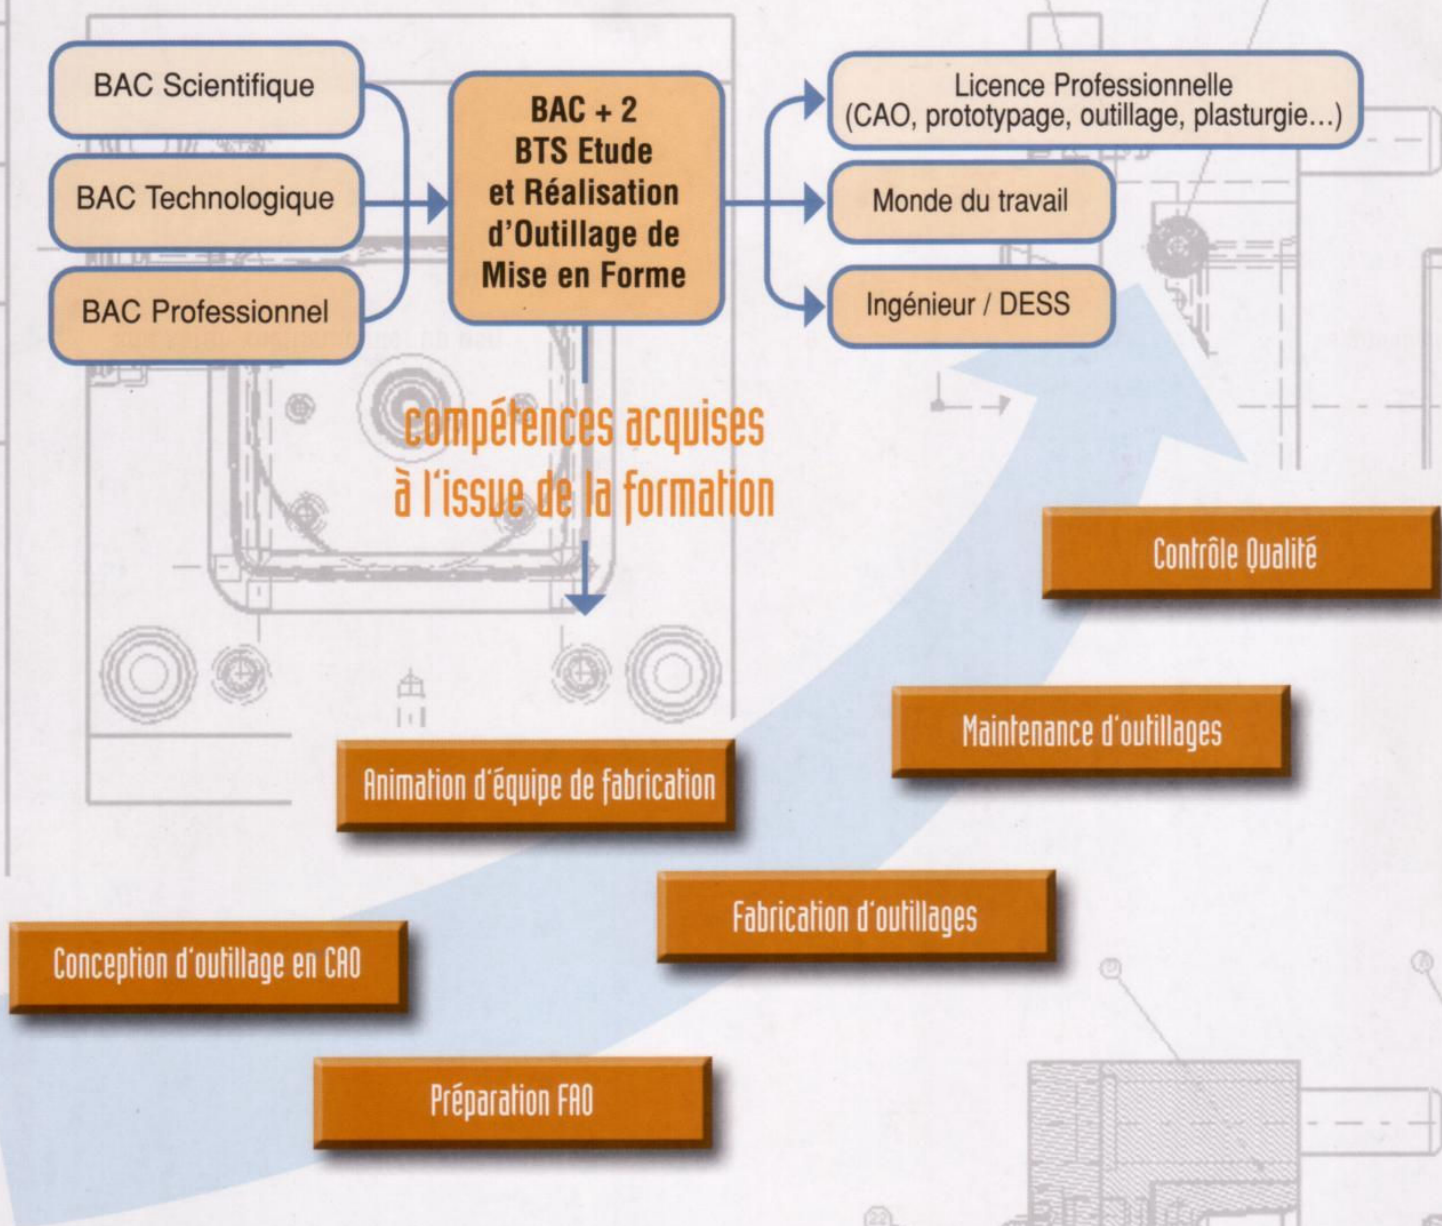 BAC Scientifique
BAC Technologique
BAC Professionnel
BAC + 2
BTS Etude
et Réalisation
d'Outillage de
Mise en Forme
Licence Professionnelle
(CAO, prototypage, outillage, plasturgie...)
Monde du travail
Ingénieur / DESS
compétences acquises
à l'issue de la formation
Contrôle Qualité
Maintenance d'outillages
Animation d'équipe de fabrication
Fabrication d'outillages
Conception d'outillage en CAO
Préparation FAO
22